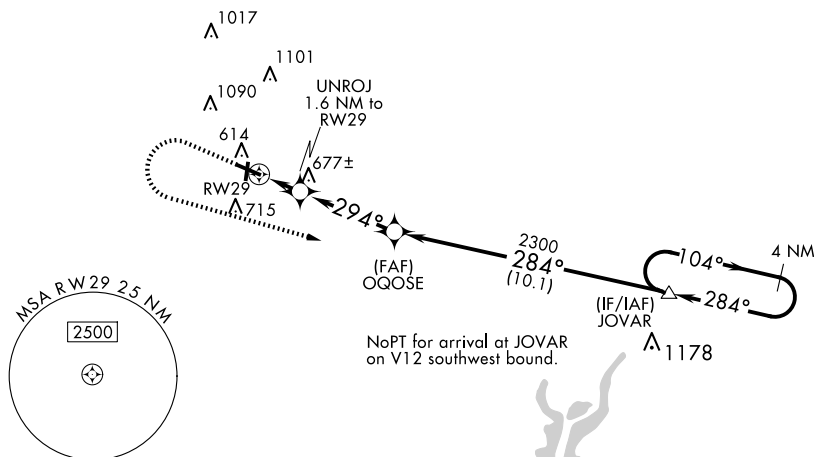 1017
1101
1090
UNROJ
1.6 NM to
RW29
614
677±
RW29
715
294°
(FAF)
OQOSE
2300
284°
(10.1)
104°
4 NM
284°
(IF/IAF)
JOVAR
1178
NoPT for arrival at JOVAR
on V12 southwest bound.
MSA RW29 25 NM
2500